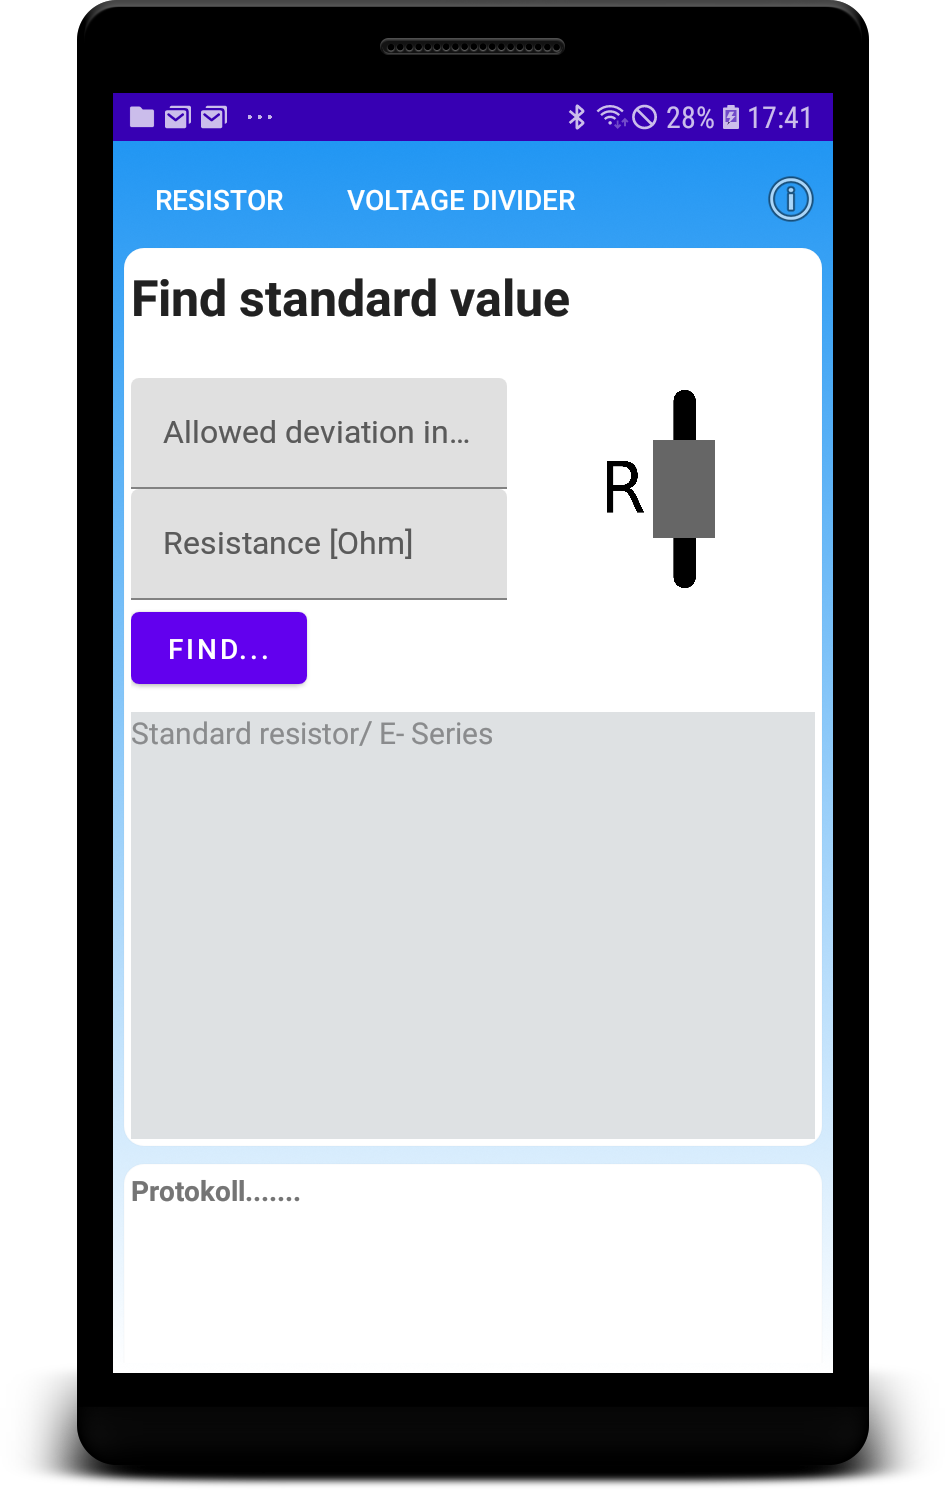 28% 17:41
RESISTOR VOLTAGE DIVIDER
Find standard value
Allowed deviation in...
R
Resistance [Ohm]
FIND...
Standard resistor/ E- Series
Protokoll.......